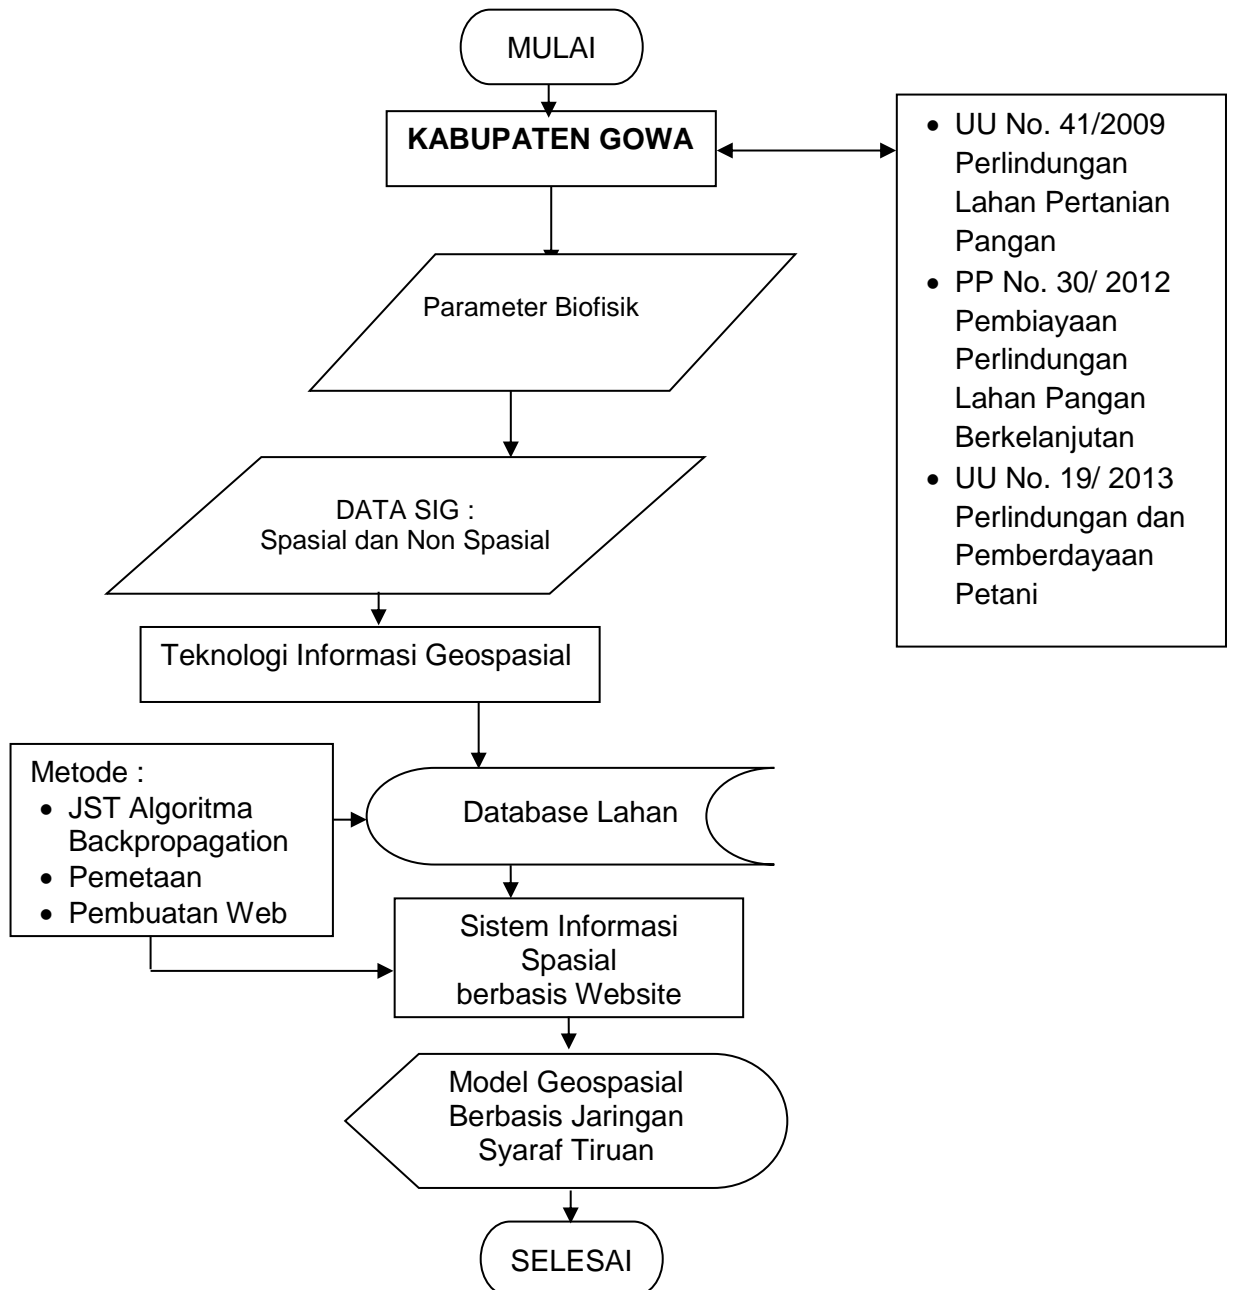 MULAI
KABUPATEN GOWA
• UU No. 41/2009
Perlindungan
Lahan Pertanian
Pangan
• PP No. 30/ 2012
Pembiayaan
Perlindungan
Lahan Pangan
Berkelanjutan
• UU No. 19/ 2013
Perlindungan dan
Pemberdayaan
Petani
Parameter Biofisik
DATA SIG :
Spasial dan Non Spasial
Teknologi Informasi Geospasial
Metode :
• JST Algoritma
Backpropagation
• Pemetaan
• Pembuatan Web
Database Lahan
Sistem Informasi
Spasial
berbasis Website
Model Geospasial
Berbasis Jaringan
Syaraf Tiruan
SELESAI